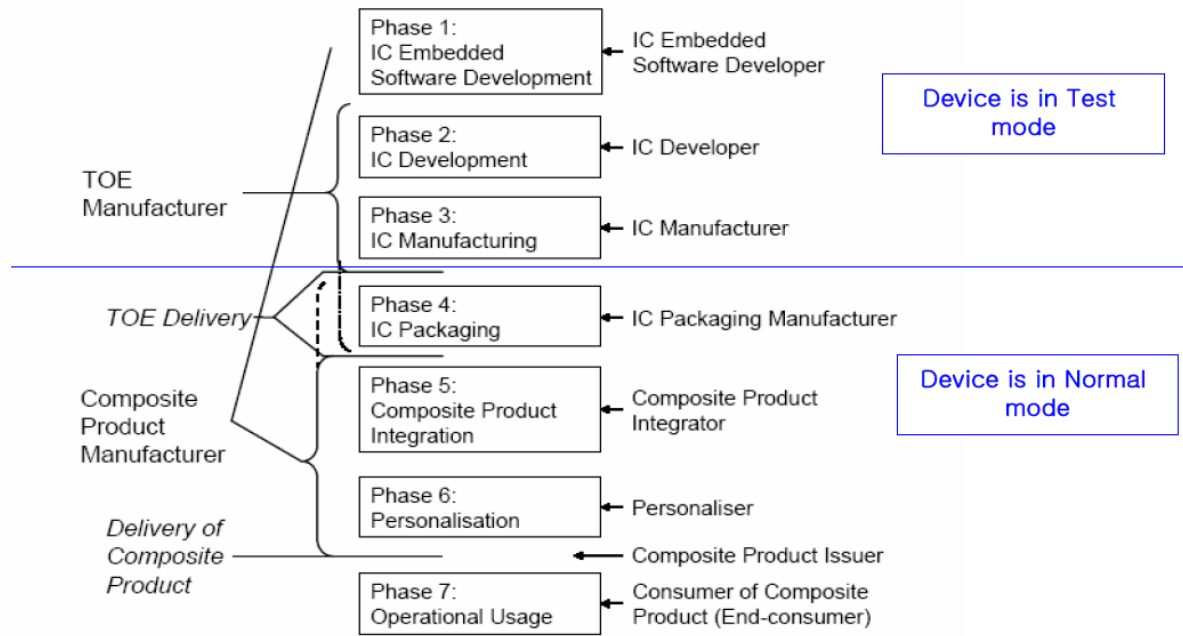 Phase 1:
IC Embedded
Software Development
IC Embedded
Software Developer
Device is in Test
mode
Phase 2:
IC Development
IC Developer
TOE
Manufacturer
Phase 3:
IC Manufacturing
IC Manufacturer
TOE Delivery
Phase 4:
IC Packaging
IC Packaging Manufacturer
Device is in Normal
mode
Composite
Product
Manufacturer
Phase 5:
Composite Product
Integration
Composite Product
Integrator
Phase 6:
Personalisation
Personaliser
Delivery of
Composite
Product
Composite Product Issuer
Phase 7:
Operational Usage
Consumer of Composite
Product (End-consumer)